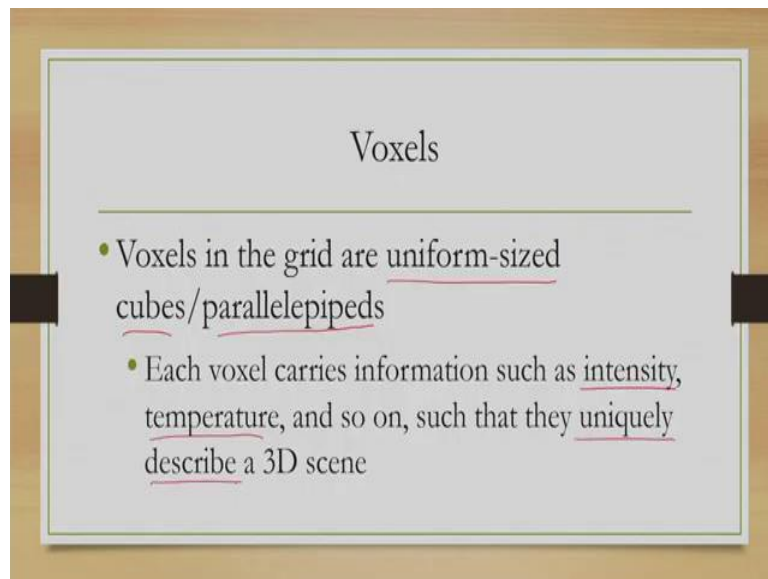 Voxels
• Voxels in the grid are uniform-sized
cubes/parallelepipeds
• Each voxel carries information such as intensity,
temperature, and so on, such that they uniquely
describe a 3D scene